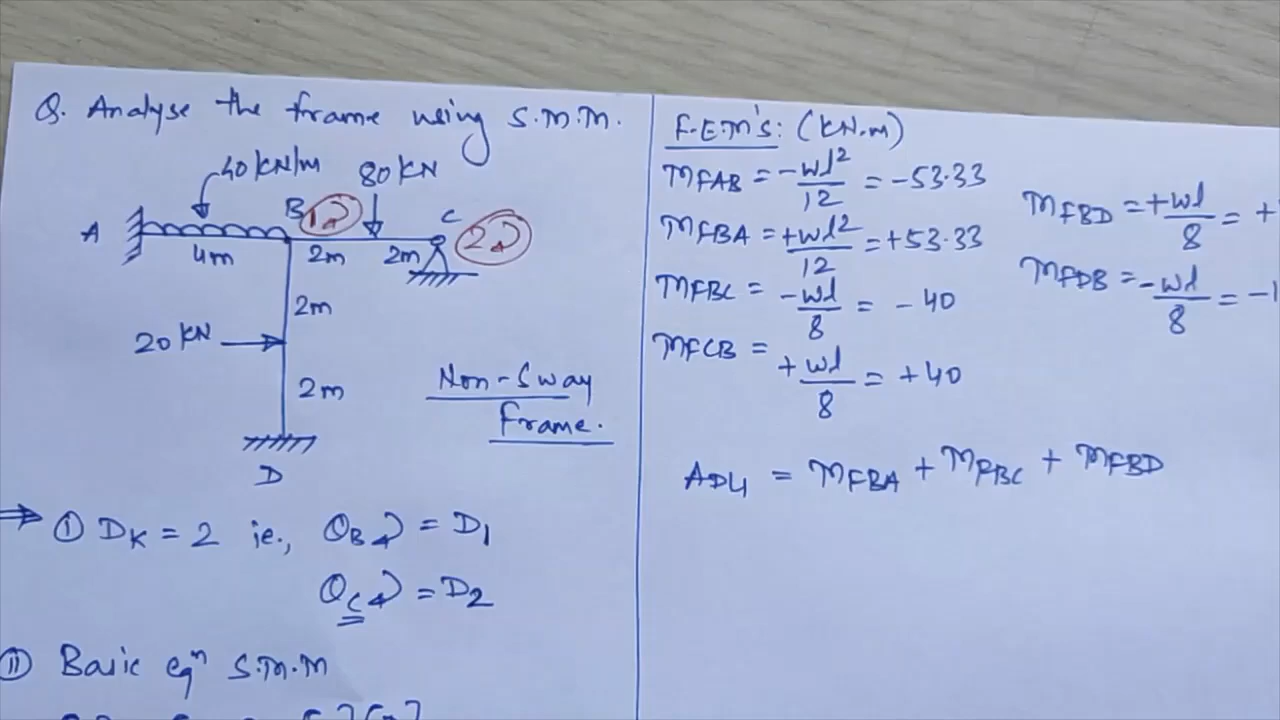 Q. Analyse the frame using S.M.M.
40 KN/m
80 KN
A
B
1
C
2
4m
2m
2m
2m
20 KN
2m
D
Non-Sway
Frame.
⇒ ① DK = 2 ie., θB = D1
θC = D2
② Basic eqn S.M.M
F.E.M's: (KN.m)
MFAB = -wl²/12 = -53.33
MFBA = +wl²/12 = +53.33
MFBC = -wl/8 = -40
MFCB = +wl/8 = +40
MFBD = +wl/8 = +
MFDB = -wl/8 = -1
ADL1 = MFBA + MFBC + MFBD